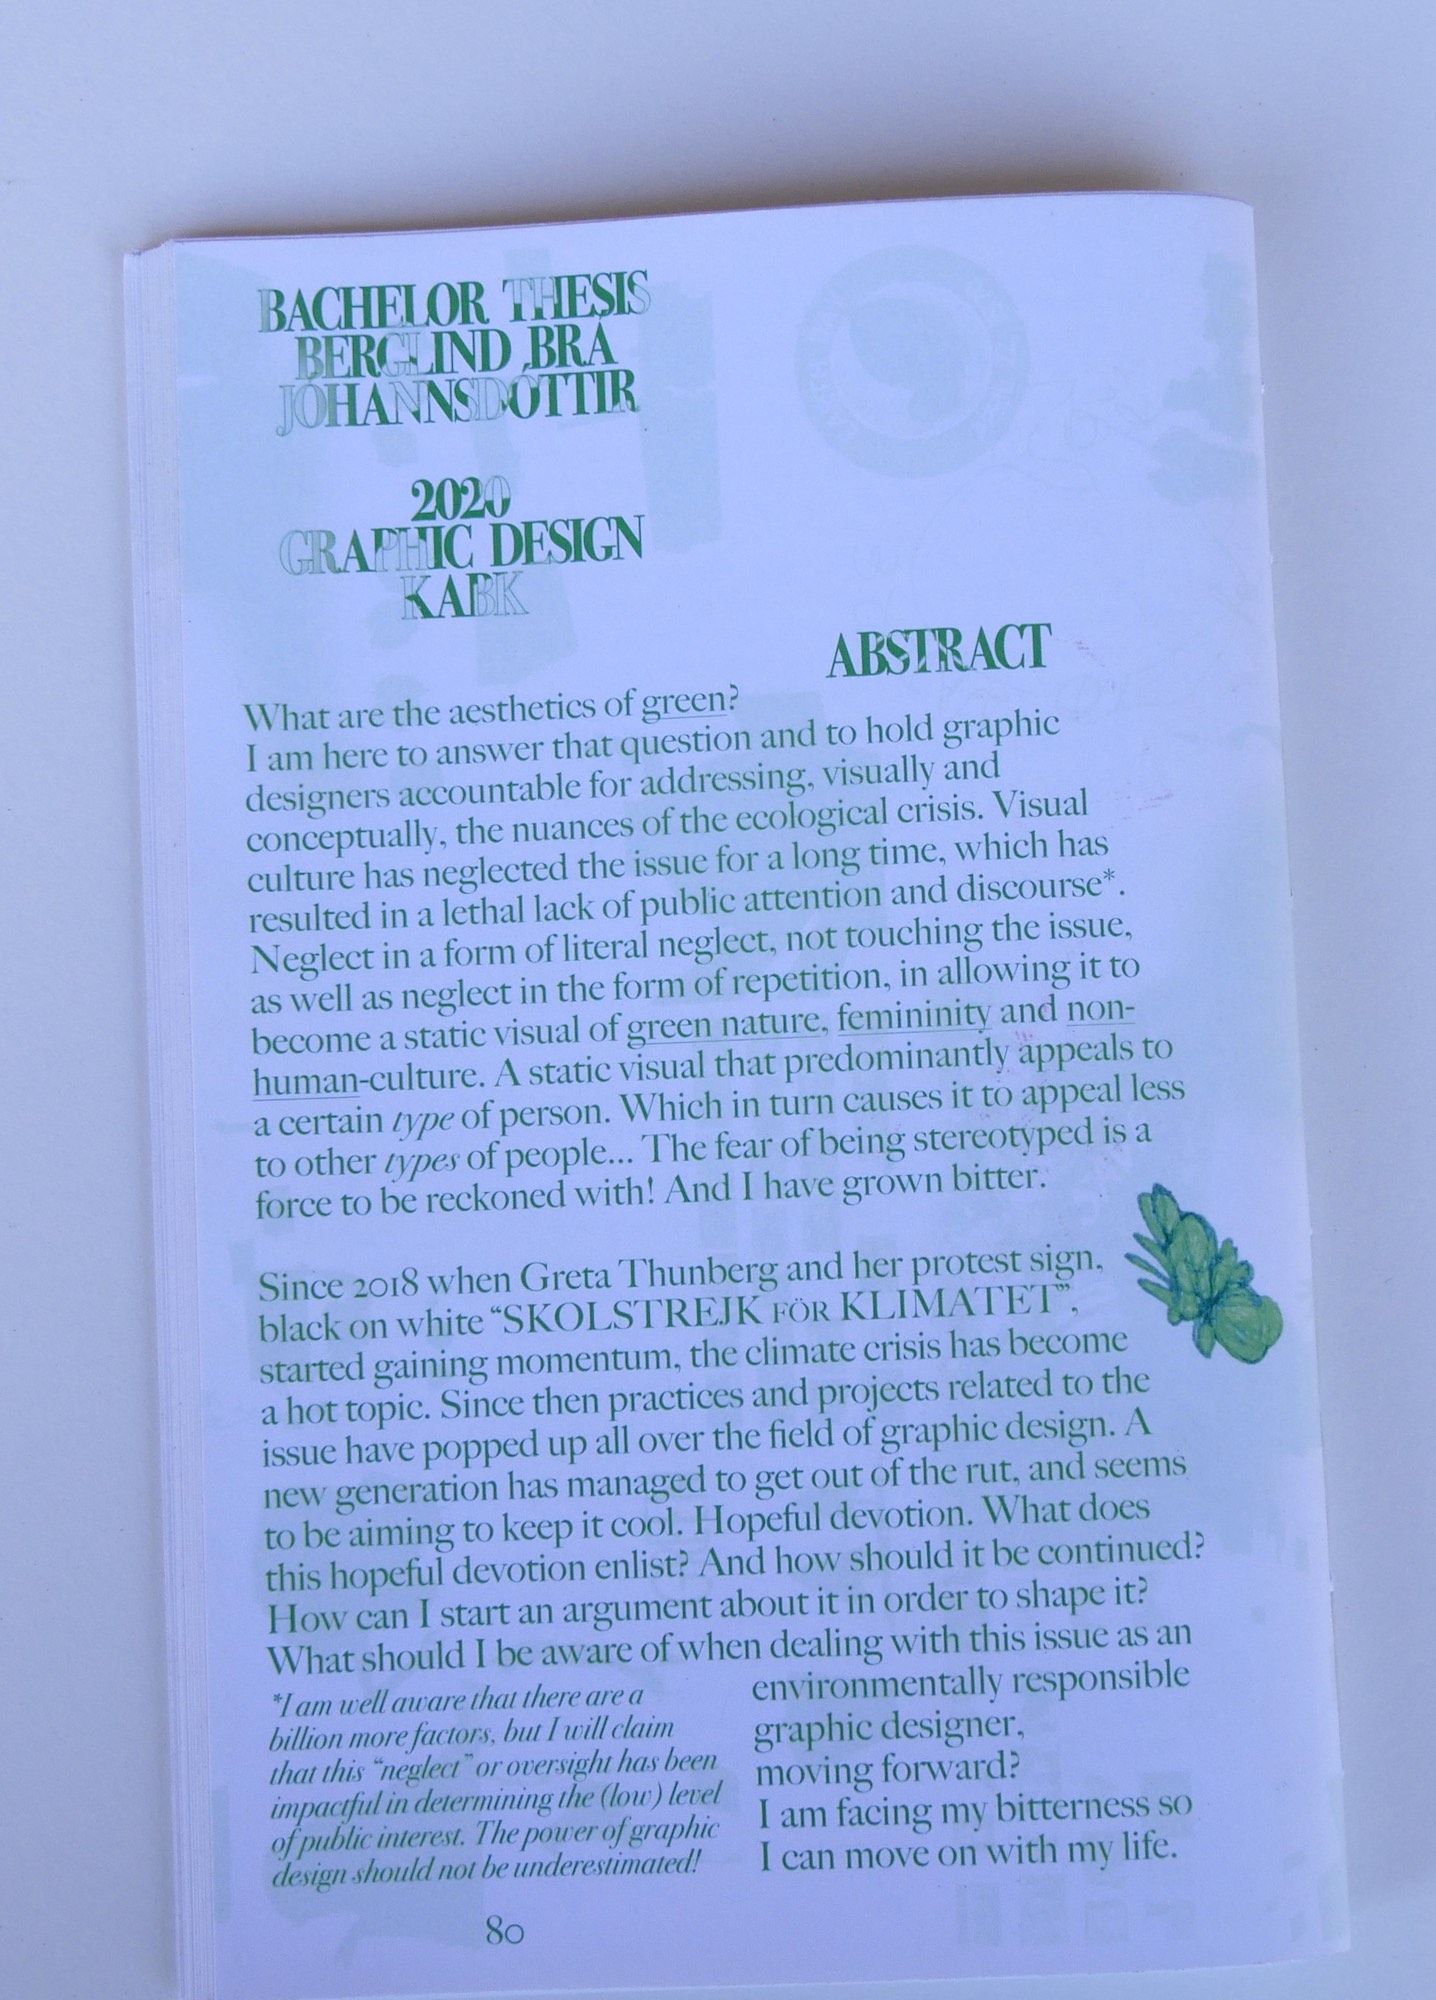 BACHELOR THESIS
BERGLIND BRÁ
JÓHANNSDÓTTIR
2020
GRAPHIC DESIGN
KABK
ABSTRACT
What are the aesthetics of green?
I am here to answer that question and to hold graphic
designers accountable for addressing, visually and
conceptually, the nuances of the ecological crisis. Visual
culture has neglected the issue for a long time, which has
resulted in a lethal lack of public attention and discourse*.
Neglect in a form of literal neglect, not touching the issue,
as well as neglect in the form of repetition, in allowing it to
become a static visual of green nature, femininity and non-
human-culture. A static visual that predominantly appeals to
a certain type of person. Which in turn causes it to appeal less
to other types of people... The fear of being stereotyped is a
force to be reckoned with! And I have grown bitter.
Since 2018 when Greta Thunberg and her protest sign,
black on white “SKOLSTREJK FÖR KLIMATET”,
started gaining momentum, the climate crisis has become
a hot topic. Since then practices and projects related to the
issue have popped up all over the field of graphic design. A
new generation has managed to get out of the rut, and seems
to be aiming to keep it cool. Hopeful devotion. What does
this hopeful devotion enlist? And how should it be continued?
How can I start an argument about it in order to shape it?
What should I be aware of when dealing with this issue as an
environmentally responsible
graphic designer,
moving forward?
I am facing my bitterness so
I can move on with my life.
*I am well aware that there are a
billion more factors, but I will claim
that this “neglect” or oversight has been
impactful in determining the (low) level
of public interest. The power of graphic
design should not be underestimated!
80